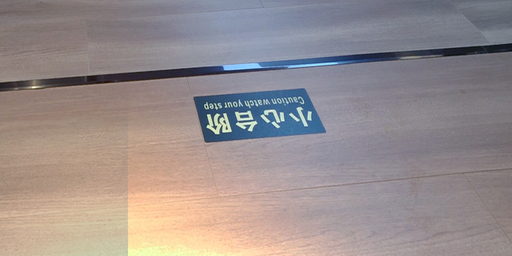 小心台阶
Caution watch your step